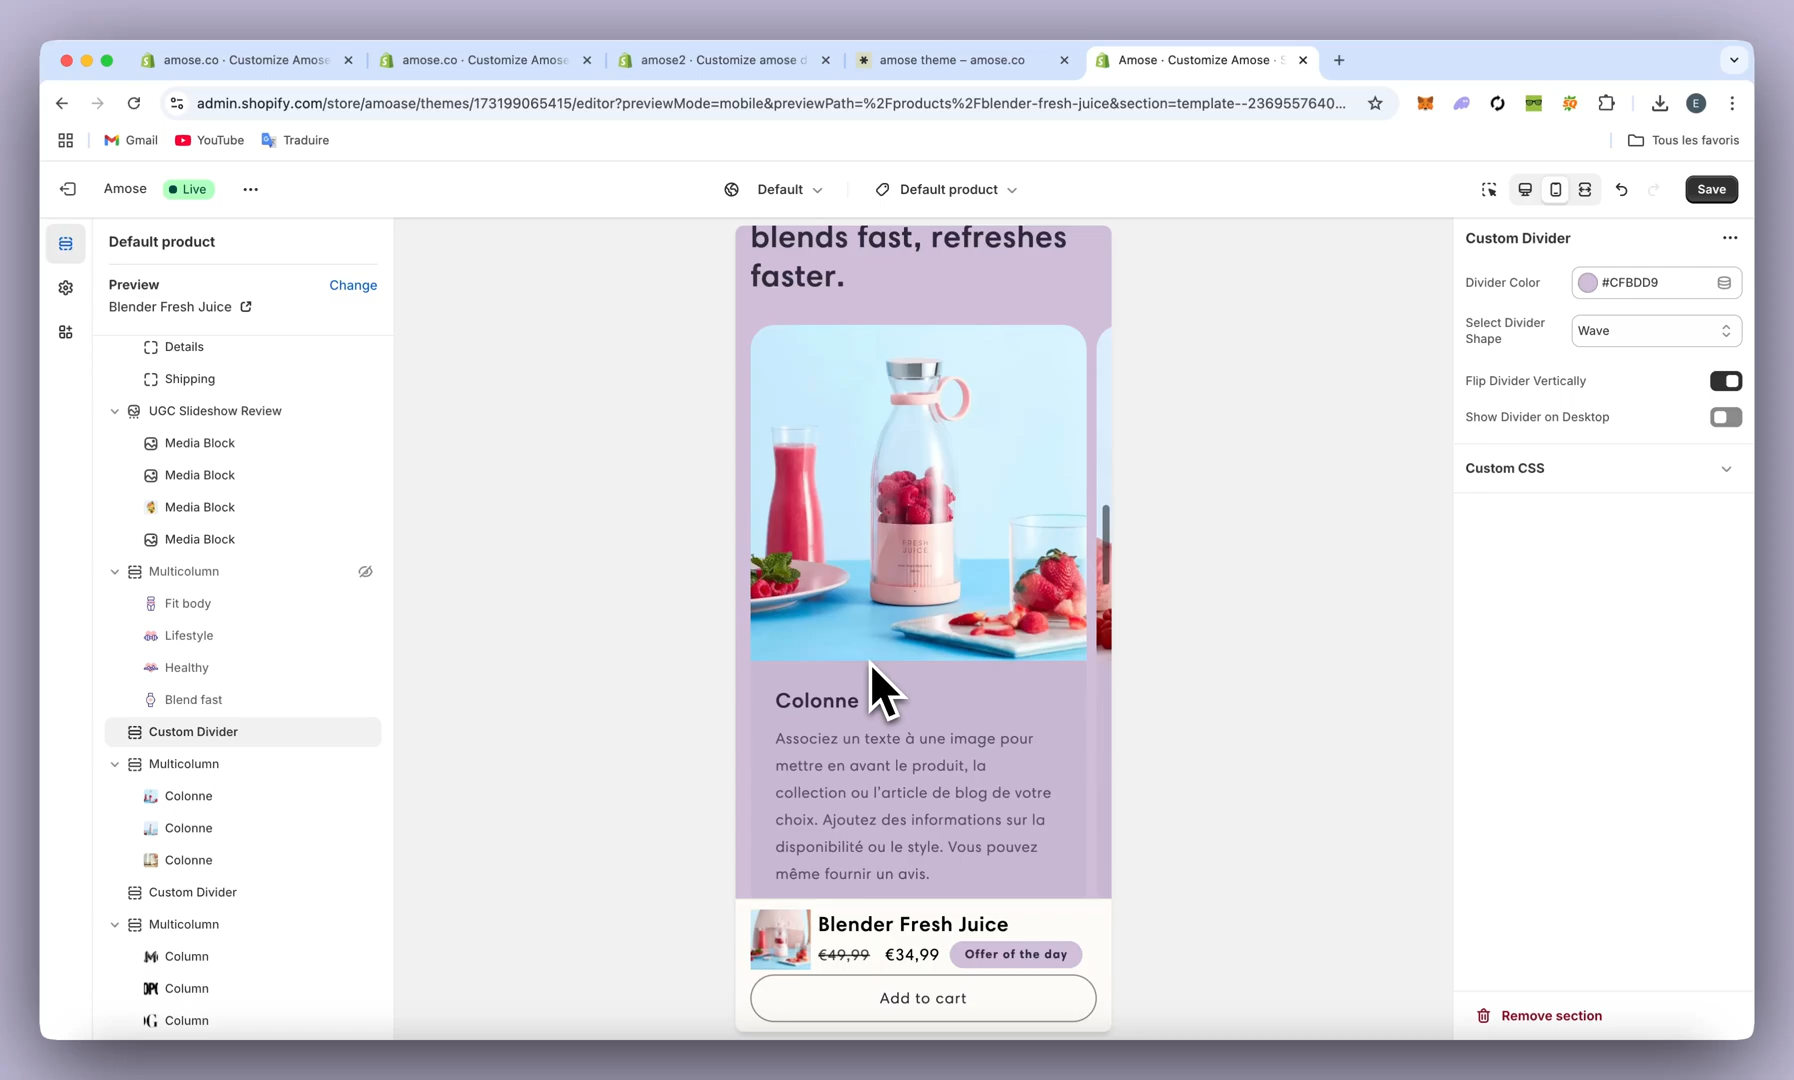 amose.co · Customize Amose
amose.co · Customize Amose
amose2 · Customize amose d
amose theme – amose.co
Amose · Customize Amose · S
admin.shopify.com/store/amoase/themes/173199065415/editor?previewMode=mobile&previewPath=%2Fproducts%2Fblender-fresh-juice&section=template--2369557640...
E
Gmail
YouTube
Traduire
Tous les favoris
Amose
Live
Default
Default product
Save
Default product
Preview
Change
Blender Fresh Juice
Details
Shipping
UGC Slideshow Review
Media Block
Media Block
Media Block
Media Block
Multicolumn
Fit body
Lifestyle
Healthy
Blend fast
Custom Divider
Multicolumn
Colonne
Colonne
Colonne
Custom Divider
Multicolumn
Column
Column
Column
blends fast, refreshes
faster.
FRESH
JUICE
Colonne
Associez un texte à une image pour
mettre en avant le produit, la
collection ou l'article de blog de votre
choix. Ajoutez des informations sur la
disponibilité ou le style. Vous pouvez
même fournir un avis.
Blender Fresh Juice
€49,99 €34,99 Offer of the day
Add to cart
Custom Divider
Divider Color
#CFBDD9
Select Divider
Shape
Wave
Flip Divider Vertically
Show Divider on Desktop
Custom CSS
Remove section